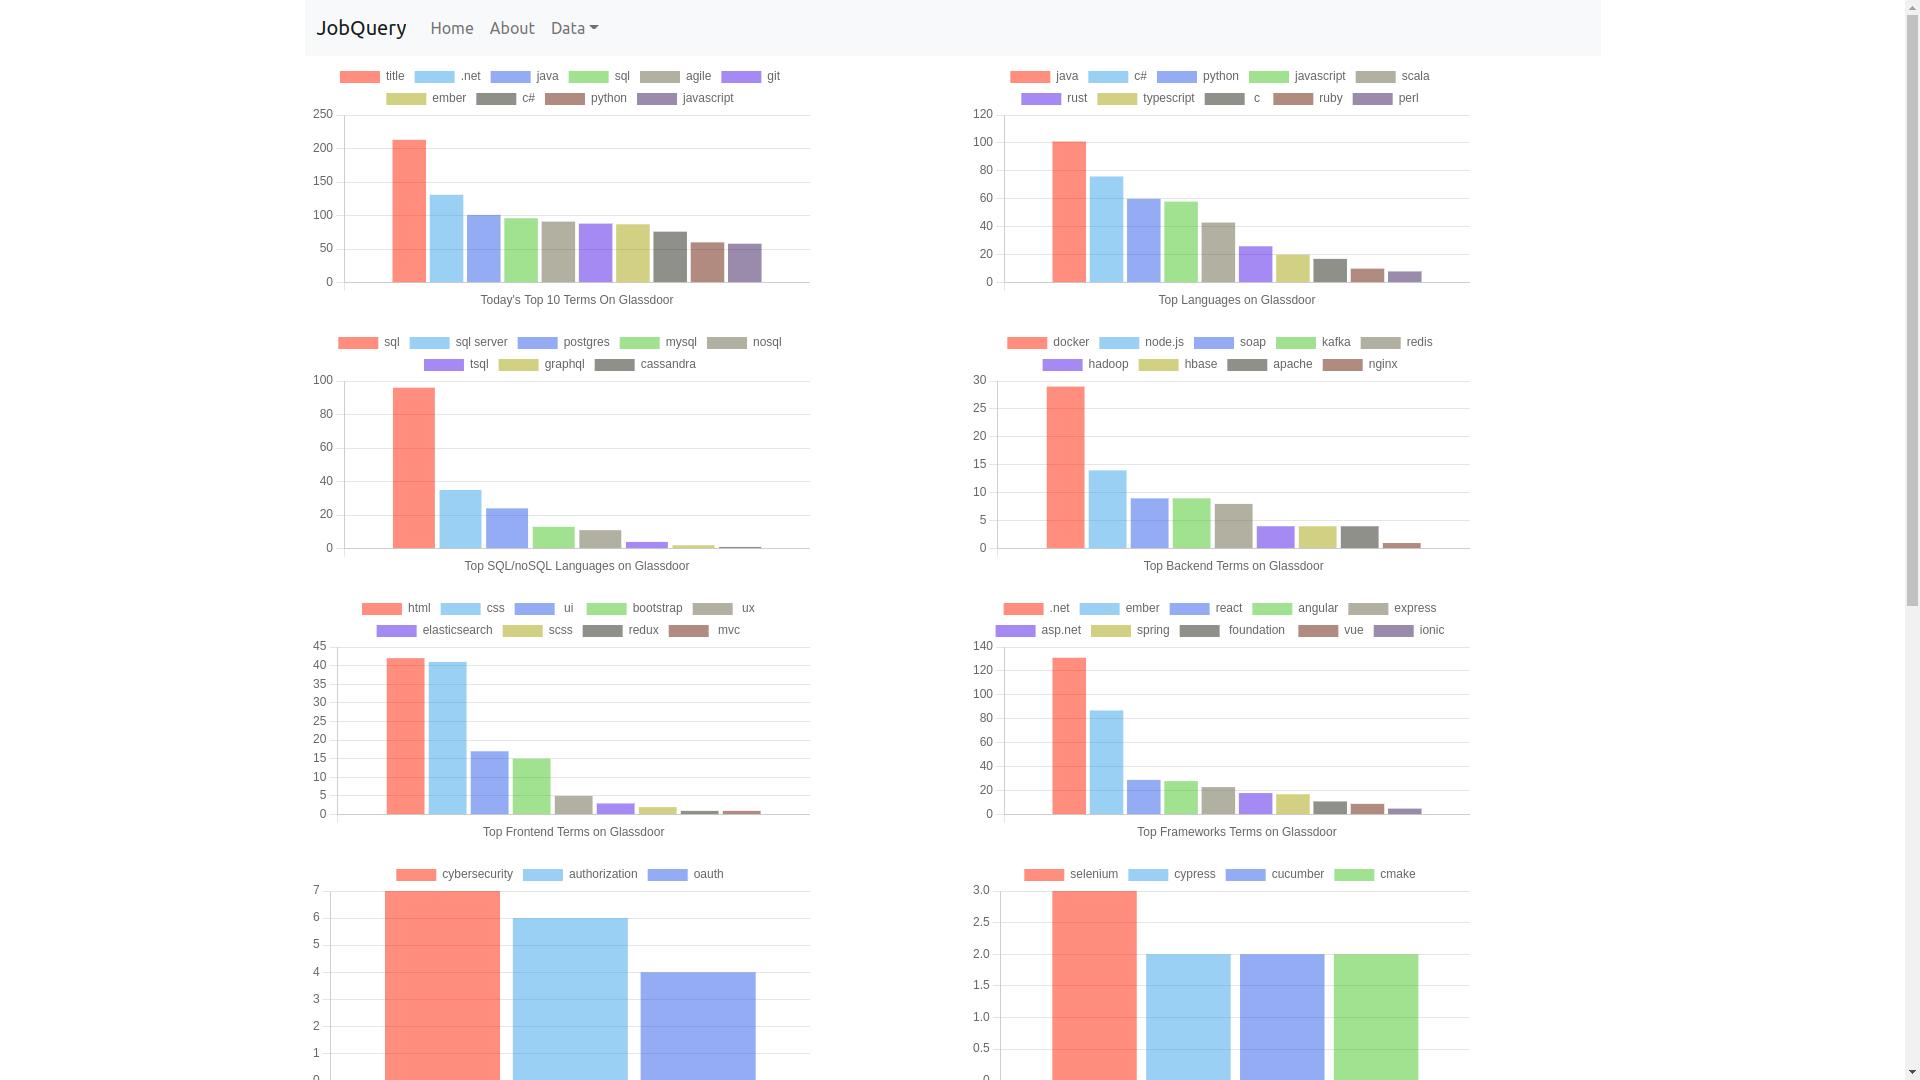 JobQuery Home About Data
title .net java sql agile git
ember c# python javascript
250
200
150
100
50
0
Today's Top 10 Terms On Glassdoor
java c# python javascript scala
rust typescript c ruby perl
120
100
80
60
40
20
0
Top Languages on Glassdoor
sql sql server postgres mysql nosql
tsql graphql cassandra
100
80
60
40
20
0
Top SQL/noSQL Languages on Glassdoor
docker node.js soap kafka redis
hadoop hbase apache nginx
30
25
20
15
10
5
0
Top Backend Terms on Glassdoor
html css ui bootstrap ux
elasticsearch scss redux mvc
45
40
35
30
25
20
15
10
5
0
Top Frontend Terms on Glassdoor
.net ember react angular express
asp.net spring foundation vue ionic
140
120
100
80
60
40
20
0
Top Frameworks Terms on Glassdoor
cybersecurity authorization oauth
7
6
5
4
3
2
1
0
selenium cypress cucumber cmake
3.0
2.5
2.0
1.5
1.0
0.5
0